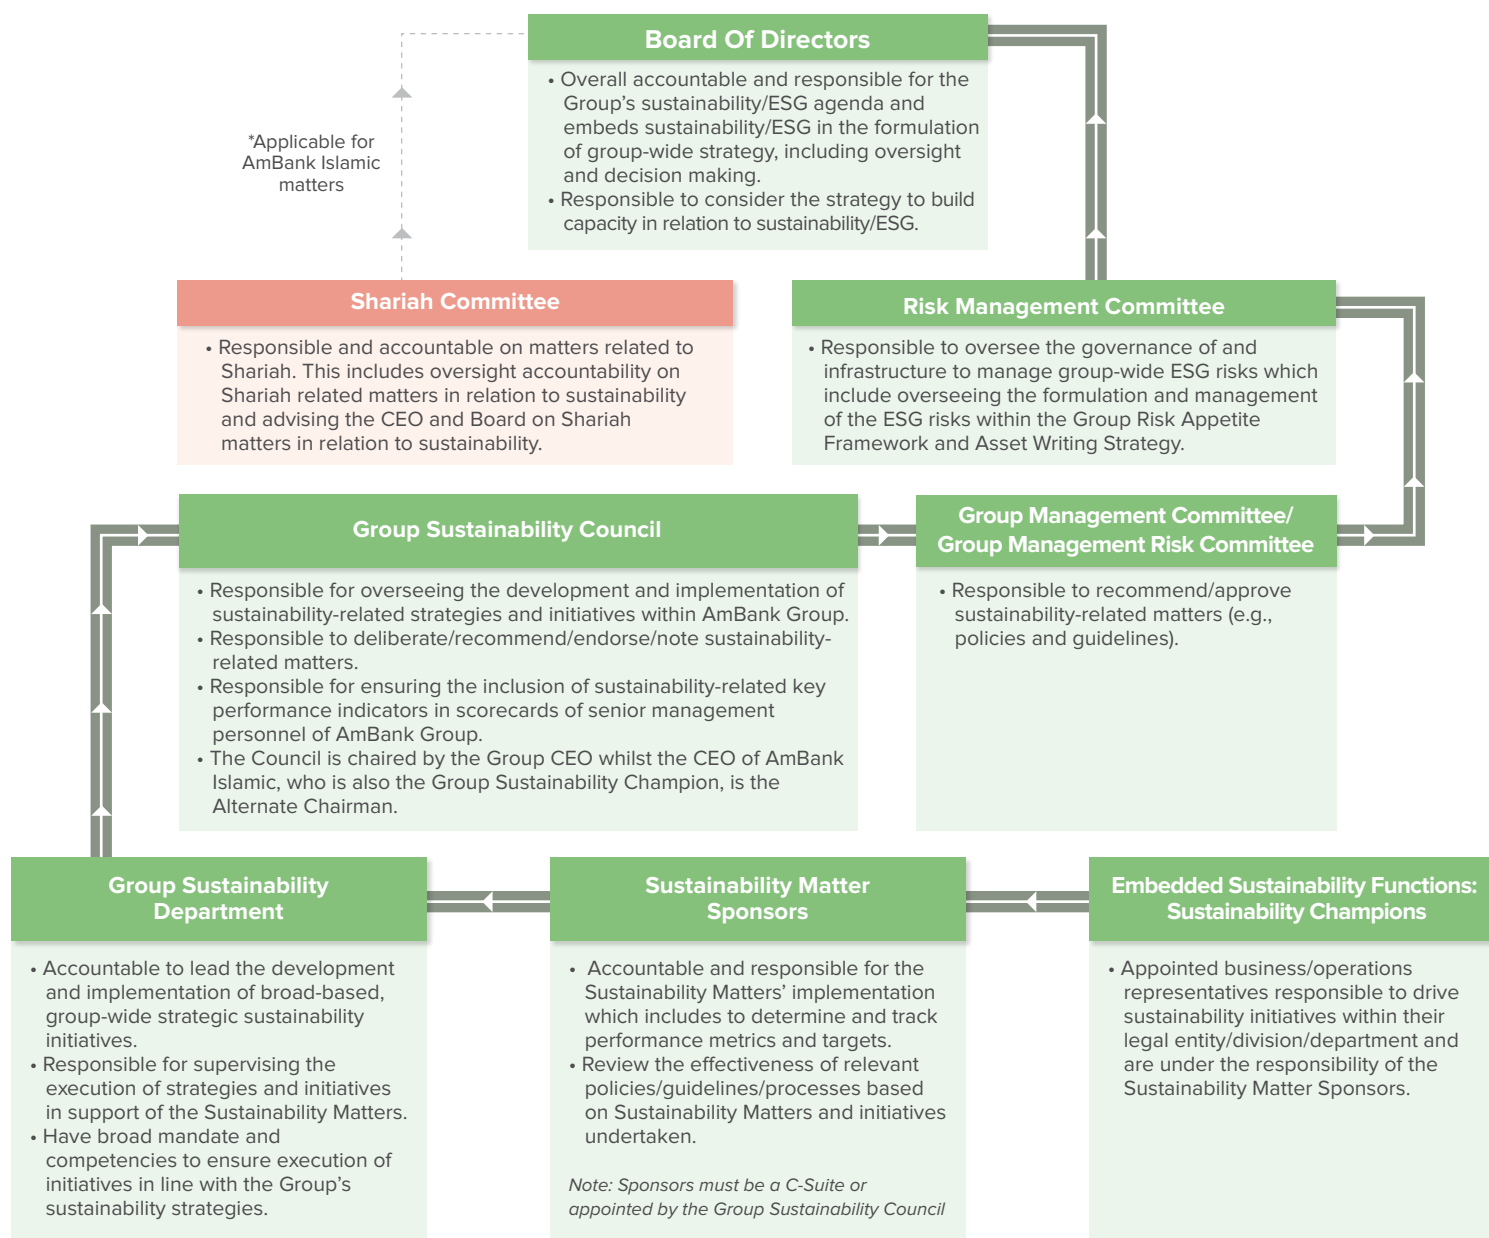 Board Of Directors
• Overall accountable and responsible for the
Group's sustainability/ESG agenda and
embeds sustainability/ESG in the formulation
of group-wide strategy, including oversight
and decision making.
• Responsible to consider the strategy to build
capacity in relation to sustainability/ESG.
*Applicable for
AmBank Islamic
matters
Shariah Committee
• Responsible and accountable on matters related to
Shariah. This includes oversight accountability on
Shariah related matters in relation to sustainability
and advising the CEO and Board on Shariah
matters in relation to sustainability.
Risk Management Committee
• Responsible to oversee the governance of and
infrastructure to manage group-wide ESG risks which
include overseeing the formulation and management
of the ESG risks within the Group Risk Appetite
Framework and Asset Writing Strategy.
Group Sustainability Council
• Responsible for overseeing the development and implementation of
sustainability-related strategies and initiatives within AmBank Group.
• Responsible to deliberate/recommend/endorse/note sustainability-
related matters.
• Responsible for ensuring the inclusion of sustainability-related key
performance indicators in scorecards of senior management
personnel of AmBank Group.
• The Council is chaired by the Group CEO whilst the CEO of AmBank
Islamic, who is also the Group Sustainability Champion, is the
Alternate Chairman.
Group Management Committee/
Group Management Risk Committee
• Responsible to recommend/approve
sustainability-related matters (e.g.,
policies and guidelines).
Group Sustainability
Department
• Accountable to lead the development
and implementation of broad-based,
group-wide strategic sustainability
initiatives.
• Responsible for supervising the
execution of strategies and initiatives
in support of the Sustainability Matters.
• Have broad mandate and
competencies to ensure execution of
initiatives in line with the Group's
sustainability strategies.
Sustainability Matter
Sponsors
• Accountable and responsible for the
Sustainability Matters' implementation
which includes to determine and track
performance metrics and targets.
• Review the effectiveness of relevant
policies/guidelines/processes based
on Sustainability Matters and initiatives
undertaken.
Note: Sponsors must be a C-Suite or
appointed by the Group Sustainability Council
Embedded Sustainability Functions:
Sustainability Champions
• Appointed business/operations
representatives responsible to drive
sustainability initiatives within their
legal entity/division/department and
are under the responsibility of the
Sustainability Matter Sponsors.